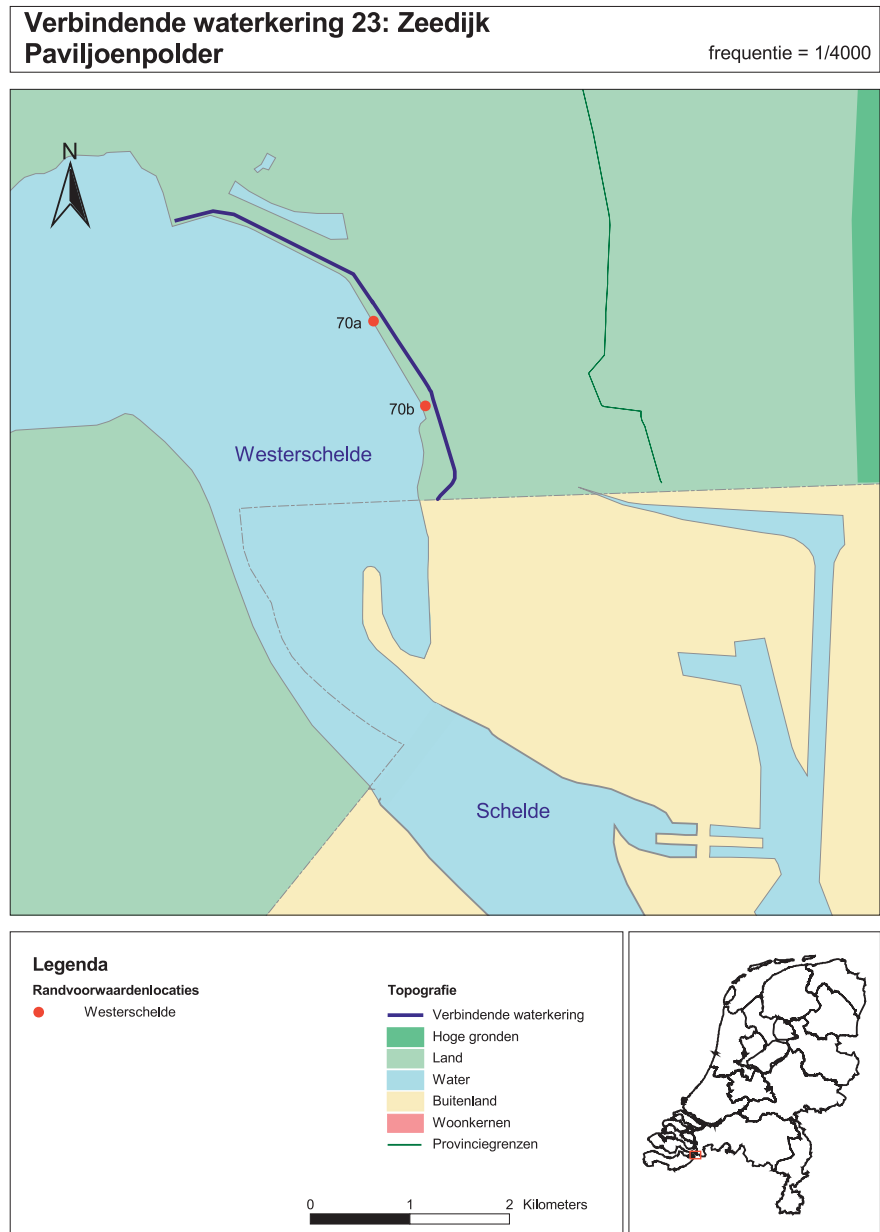 Verbindende waterkering 23: Zeedijk
Paviljoenpolder
frequentie = 1/4000
N
70a
70b
Westerschelde
Schelde
Legenda
Randvoorwaardenlocaties
Westerschelde
Topografie
Verbindende waterkering
Hoge gronden
Land
Water
Buitenland
Woonkernen
Provinciegrenzen
0 1 2 Kilometers